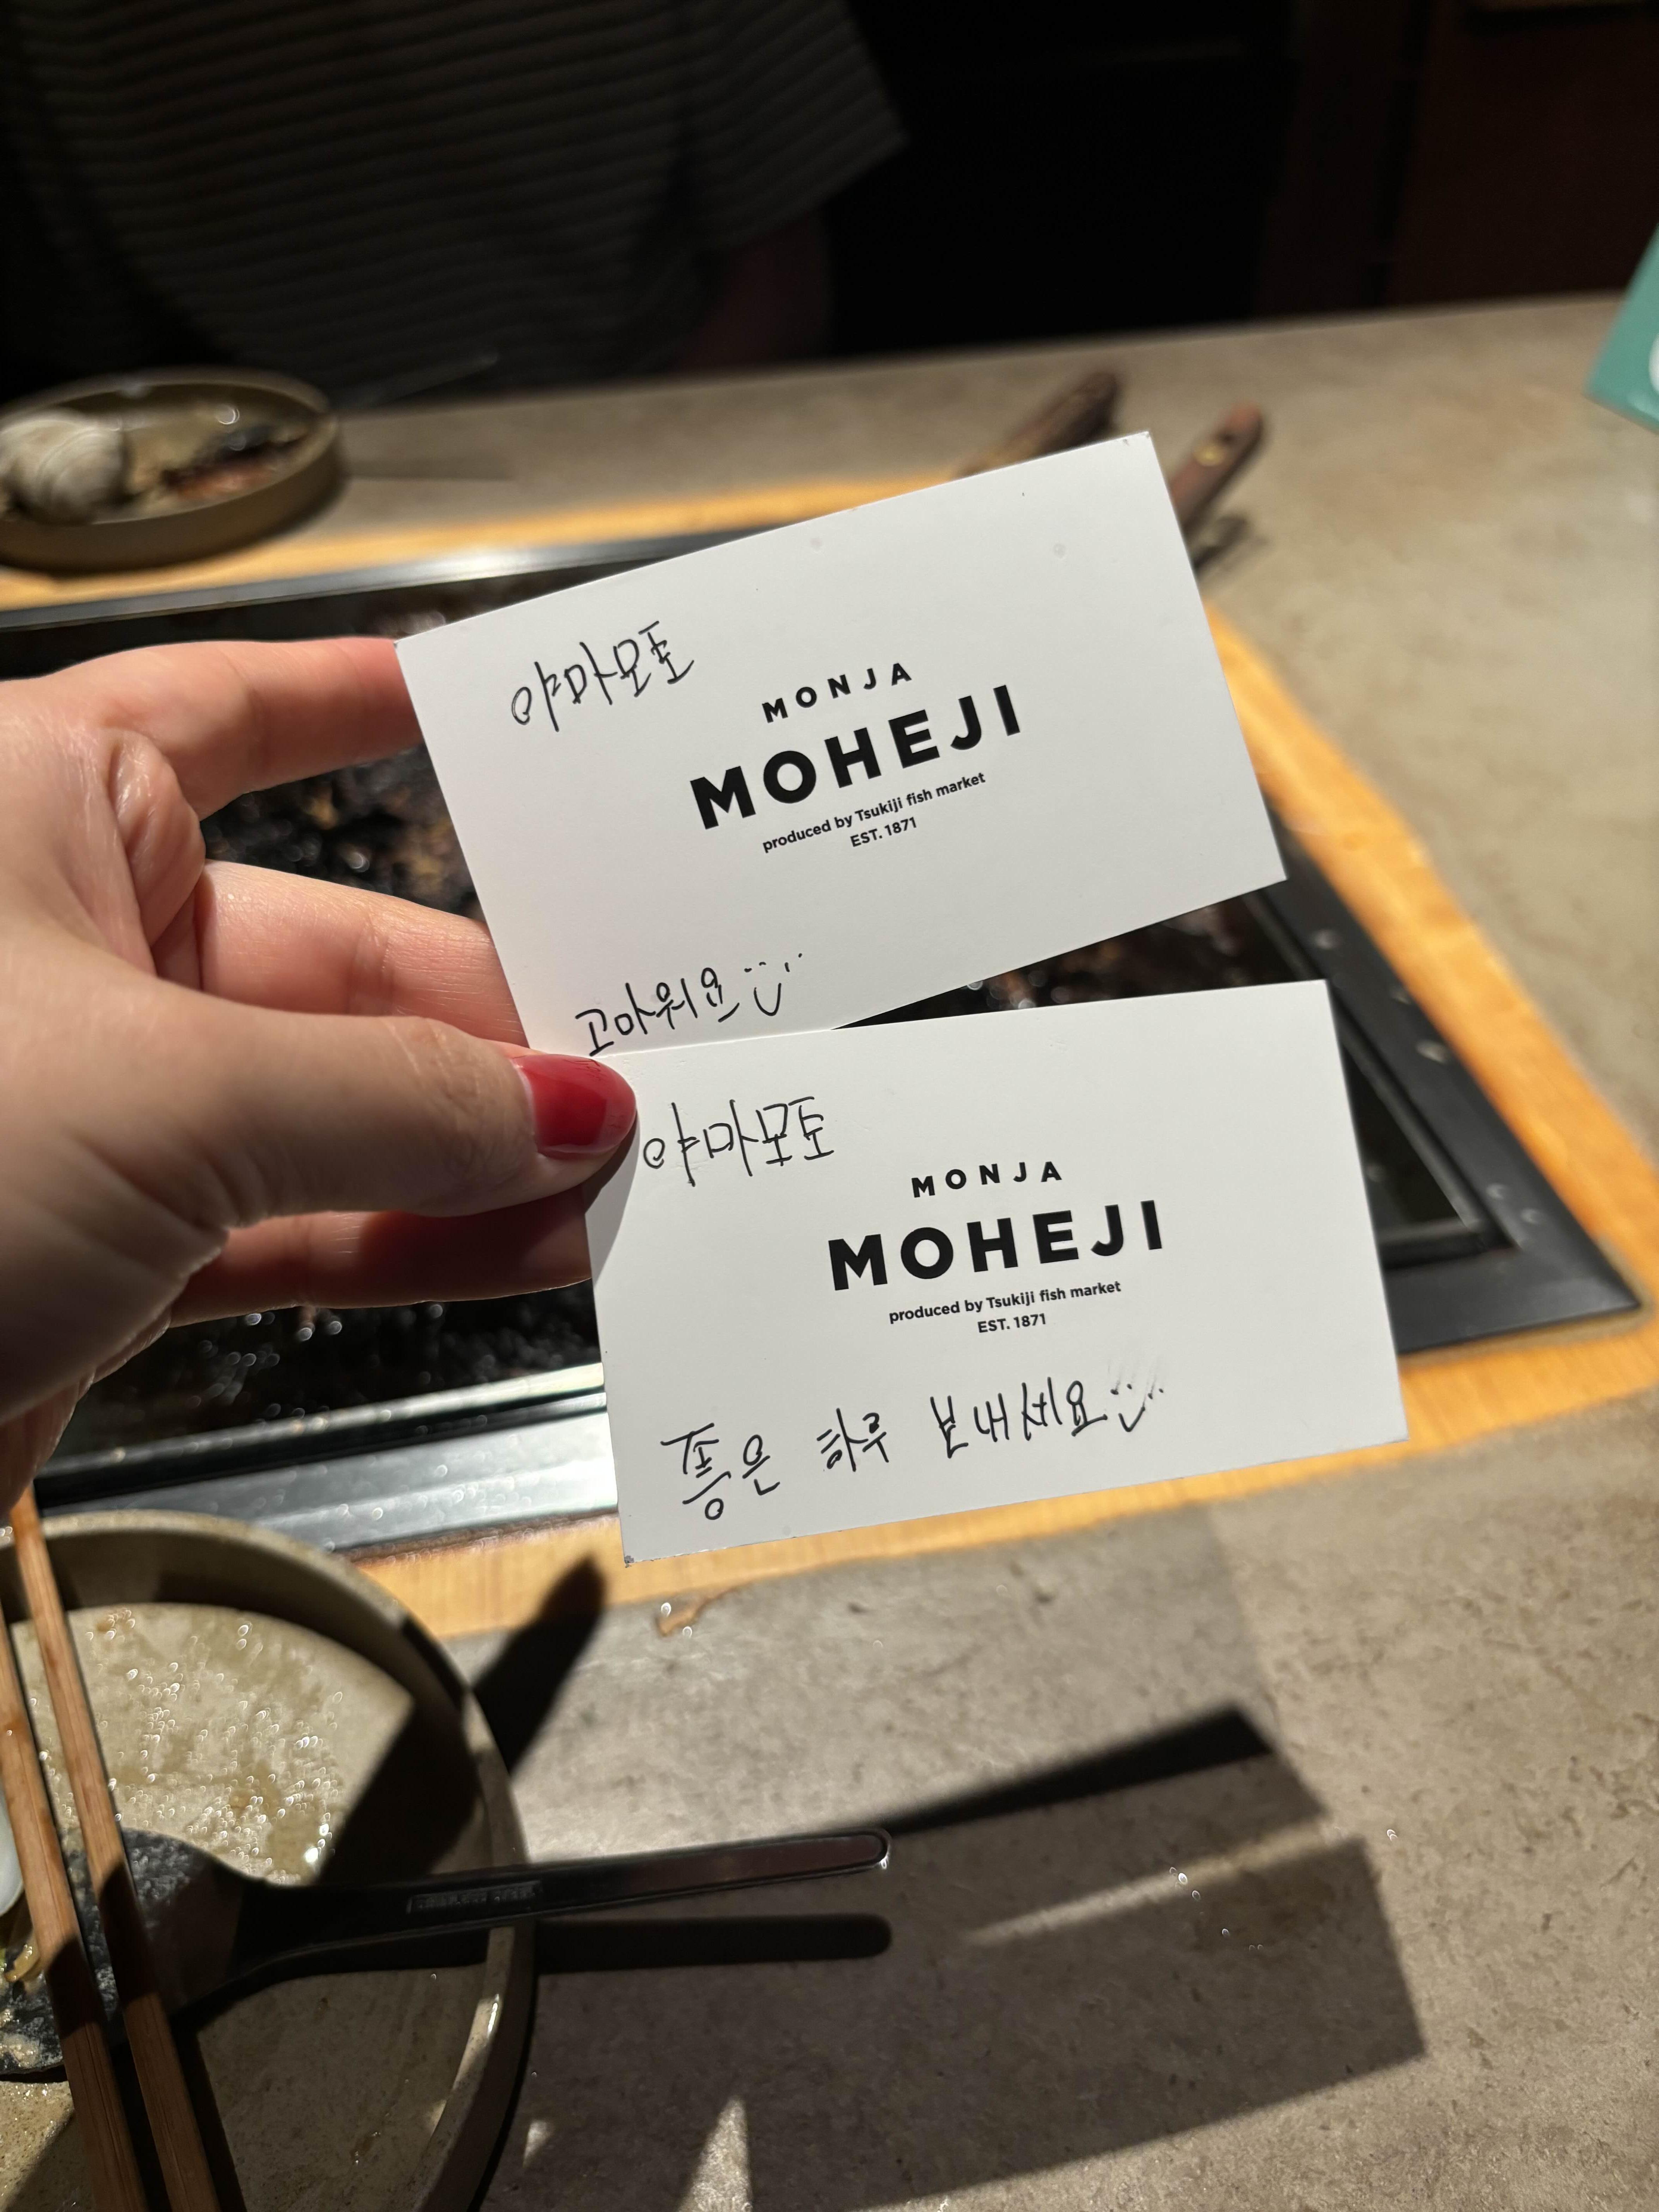 야마모토
MONJA
MOHEJI
produced by Tsukiji fish market
EST. 1871
고마워요
야마모토
MONJA
MOHEJI
produced by Tsukiji fish market
EST. 1871
좋은 하루 보내세요